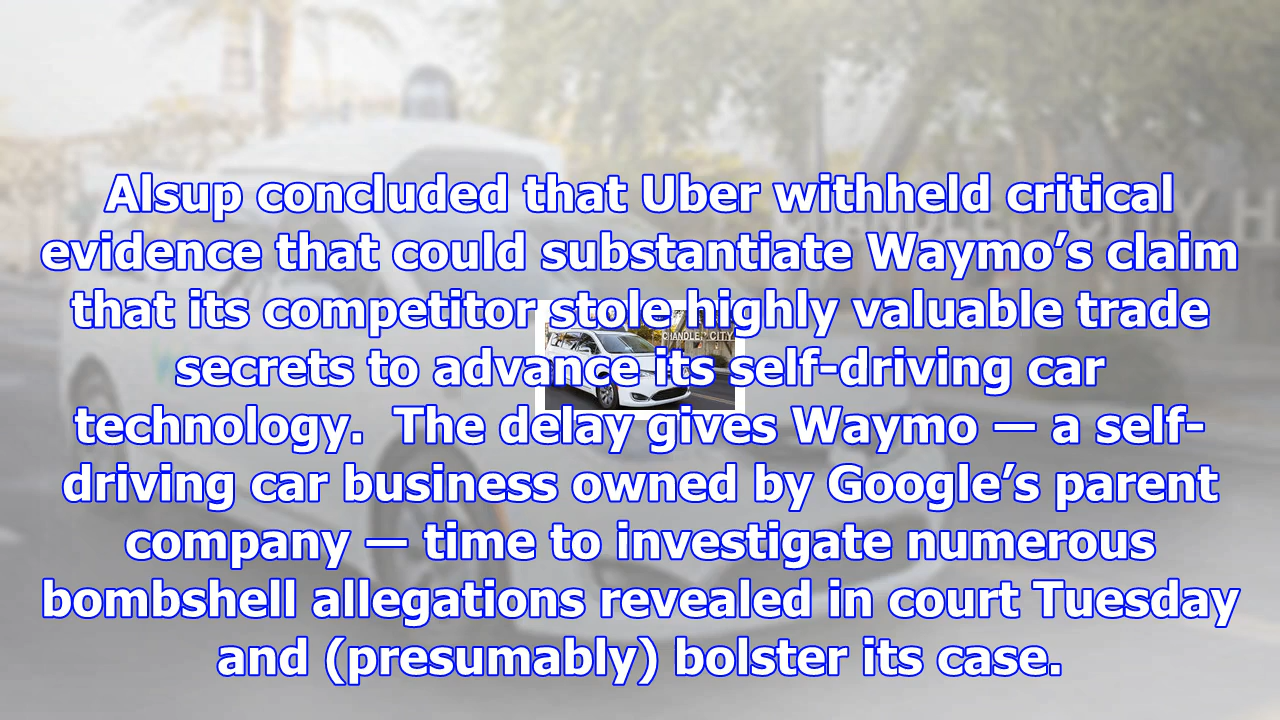 Alsup concluded that Uber withheld critical
evidence that could substantiate Waymo’s claim
that its competitor stole highly valuable trade
secrets to advance its self-driving car
technology.  The delay gives Waymo — a self-
driving car business owned by Google’s parent
company — time to investigate numerous
bombshell allegations revealed in court Tuesday
and (presumably) bolster its case.
CHANDLE  CITY